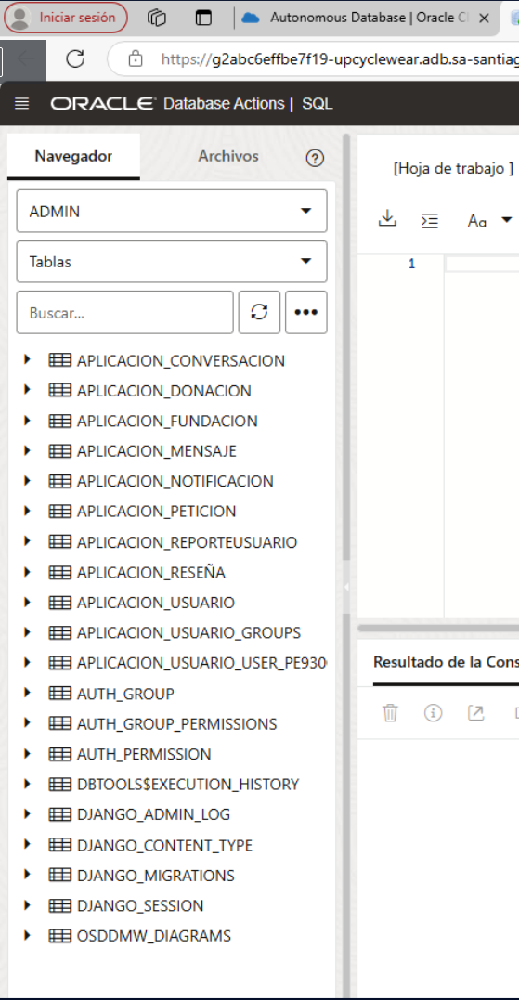 Iniciar sesión
Autonomous Database | Oracle C
https://g2abc6effbe7f19-upcyclewear.adb.sa-santiag
ORACLE Database Actions | SQL
Navegador Archivos
[Hoja de trabajo ]
ADMIN
Aa
Tablas
1
Buscar...
APLICACION_CONVERSACION
APLICACION_DONACION
APLICACION_FUNDACION
APLICACION_MENSAJE
APLICACION_NOTIFICACION
APLICACION_PETICION
APLICACION_REPORTEUSUARIO
APLICACION_RESEÑA
APLICACION_USUARIO
APLICACION_USUARIO_GROUPS
APLICACION_USUARIO_USER_PE930
Resultado de la Cons
AUTH_GROUP
AUTH_GROUP_PERMISSIONS
AUTH_PERMISSION
DBTOOLS$EXECUTION_HISTORY
DJANGO_ADMIN_LOG
DJANGO_CONTENT_TYPE
DJANGO_MIGRATIONS
DJANGO_SESSION
OSDDMW_DIAGRAMS